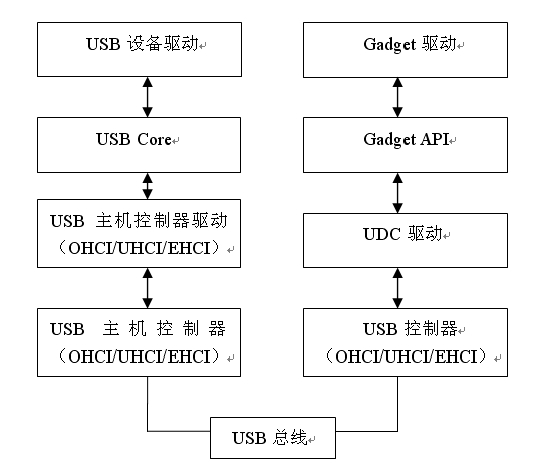 USB 设备驱动
USB Core
USB 主机控制器驱动
（OHCI/UHCI/EHCI）
USB 主机控制器
（OHCI/UHCI/EHCI）
Gadget 驱动
Gadget API
UDC 驱动
USB 控制器
（OHCI/UHCI/EHCI）
USB 总线